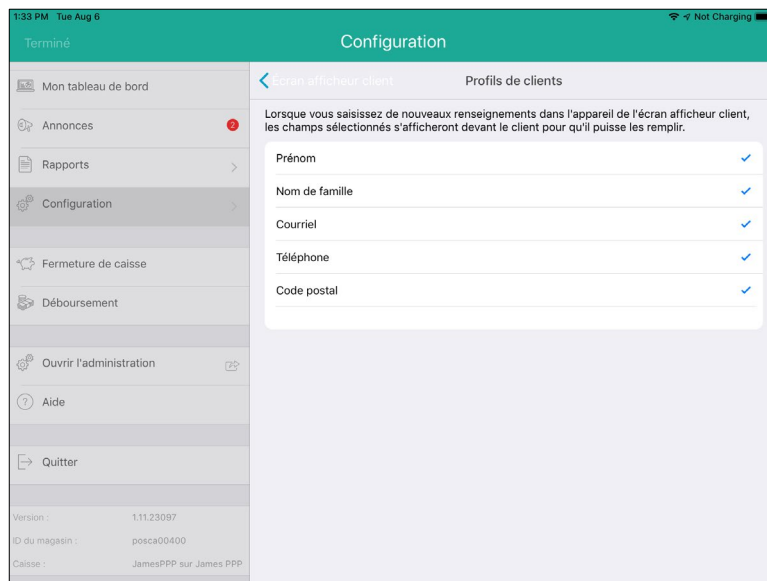 1:33 PM Tue Aug 6
Not Charging
Terminé
Configuration
Mon tableau de bord
Annonces
2
Rapports
Configuration
Fermeture de caisse
Déboursement
Ouvrir l'administration
Aide
Quitter
Version : 1.11.23097
ID du magasin : posca00400
Caisse : JamesPPP sur James PPP
Écran afficheur client
Profils de clients
Lorsque vous saisissez de nouveaux renseignements dans l'appareil de l'écran afficheur client,
les champs sélectionnés s'afficheront devant le client pour qu'il puisse les remplir.
Prénom
Nom de famille
Courriel
Téléphone
Code postal